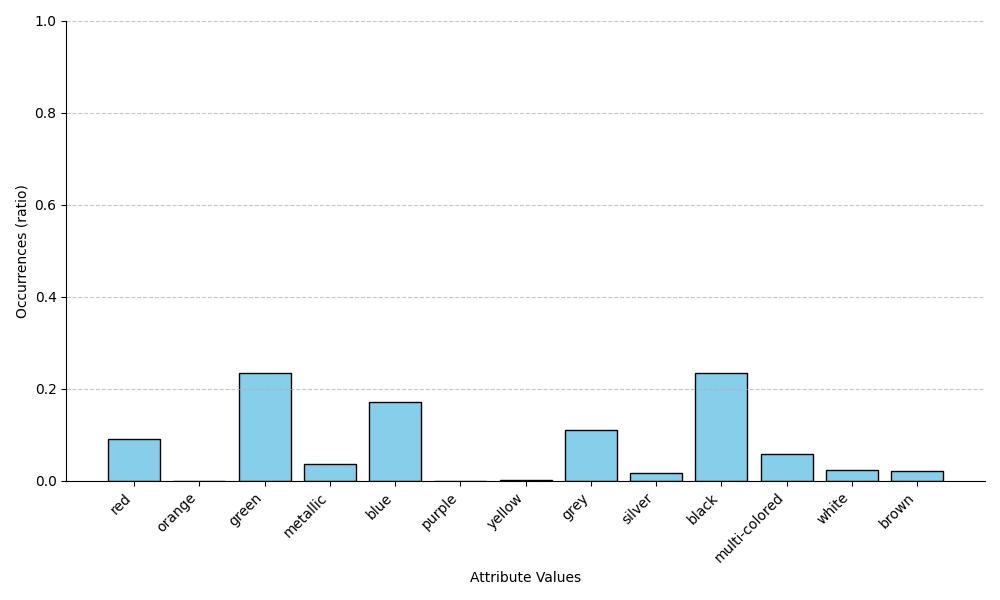 1.0
0.8
0.6
0.4
0.2
0.0
Occurrences (ratio)
red
orange
green
metallic
blue
purple
yellow
grey
silver
black
multi-colored
white
brown
Attribute Values